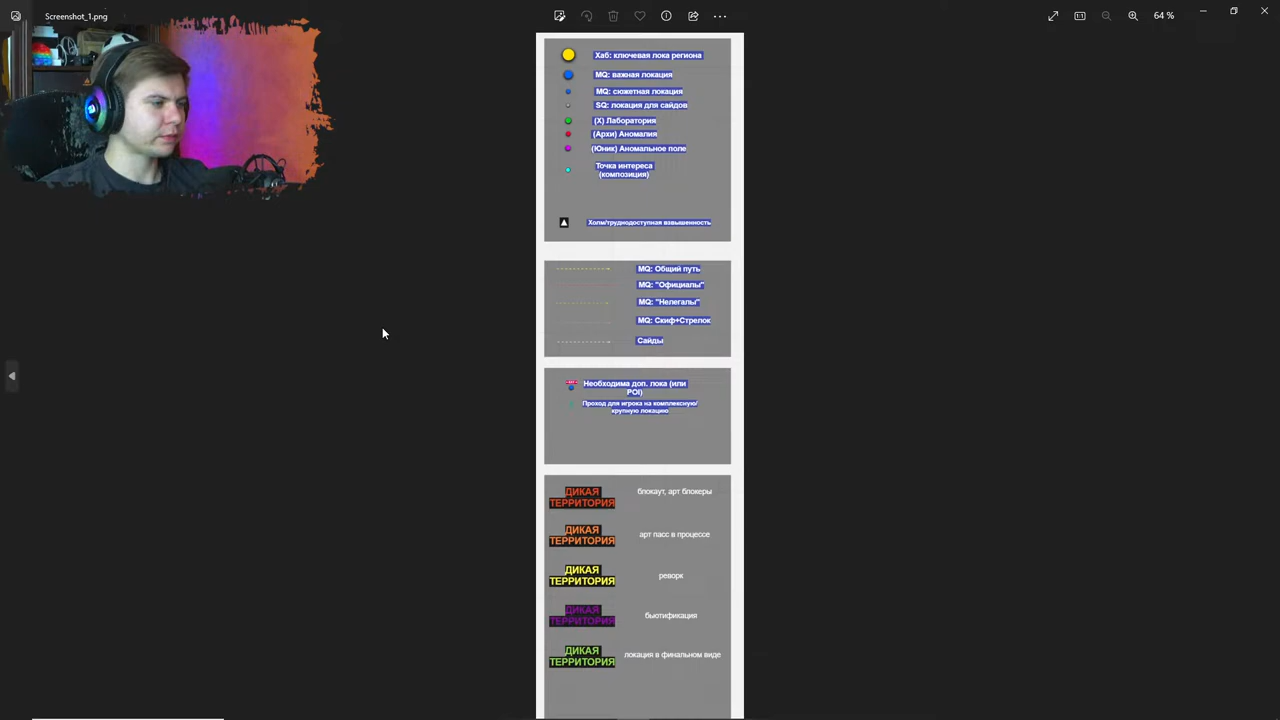 Screenshot_1.png
64 %
Хаб: ключевая лока региона
MQ: важная локация
MQ: сюжетная локация
SQ: локация для сайдов
(Х) Лаборатория
(Архи) Аномалия
(Юник) Аномальное поле
Точка интереса
(композиция)
Холм/труднодоступная взвышенность
MQ: Общий путь
MQ: "Официалы"
MQ: "Нелегалы"
MQ: Скиф+Стрелок
Сайды
Необходима доп. лока (или
POI)
Проход для игрока на комплексную/
крупную локацию
ДИКАЯ
ТЕРРИТОРИЯ
блокаут, арт блокеры
ДИКАЯ
ТЕРРИТОРИЯ
арт пасс в процессе
ДИКАЯ
ТЕРРИТОРИЯ
реворк
ДИКАЯ
ТЕРРИТОРИЯ
бьютификация
ДИКАЯ
ТЕРРИТОРИЯ
локация в финальном виде